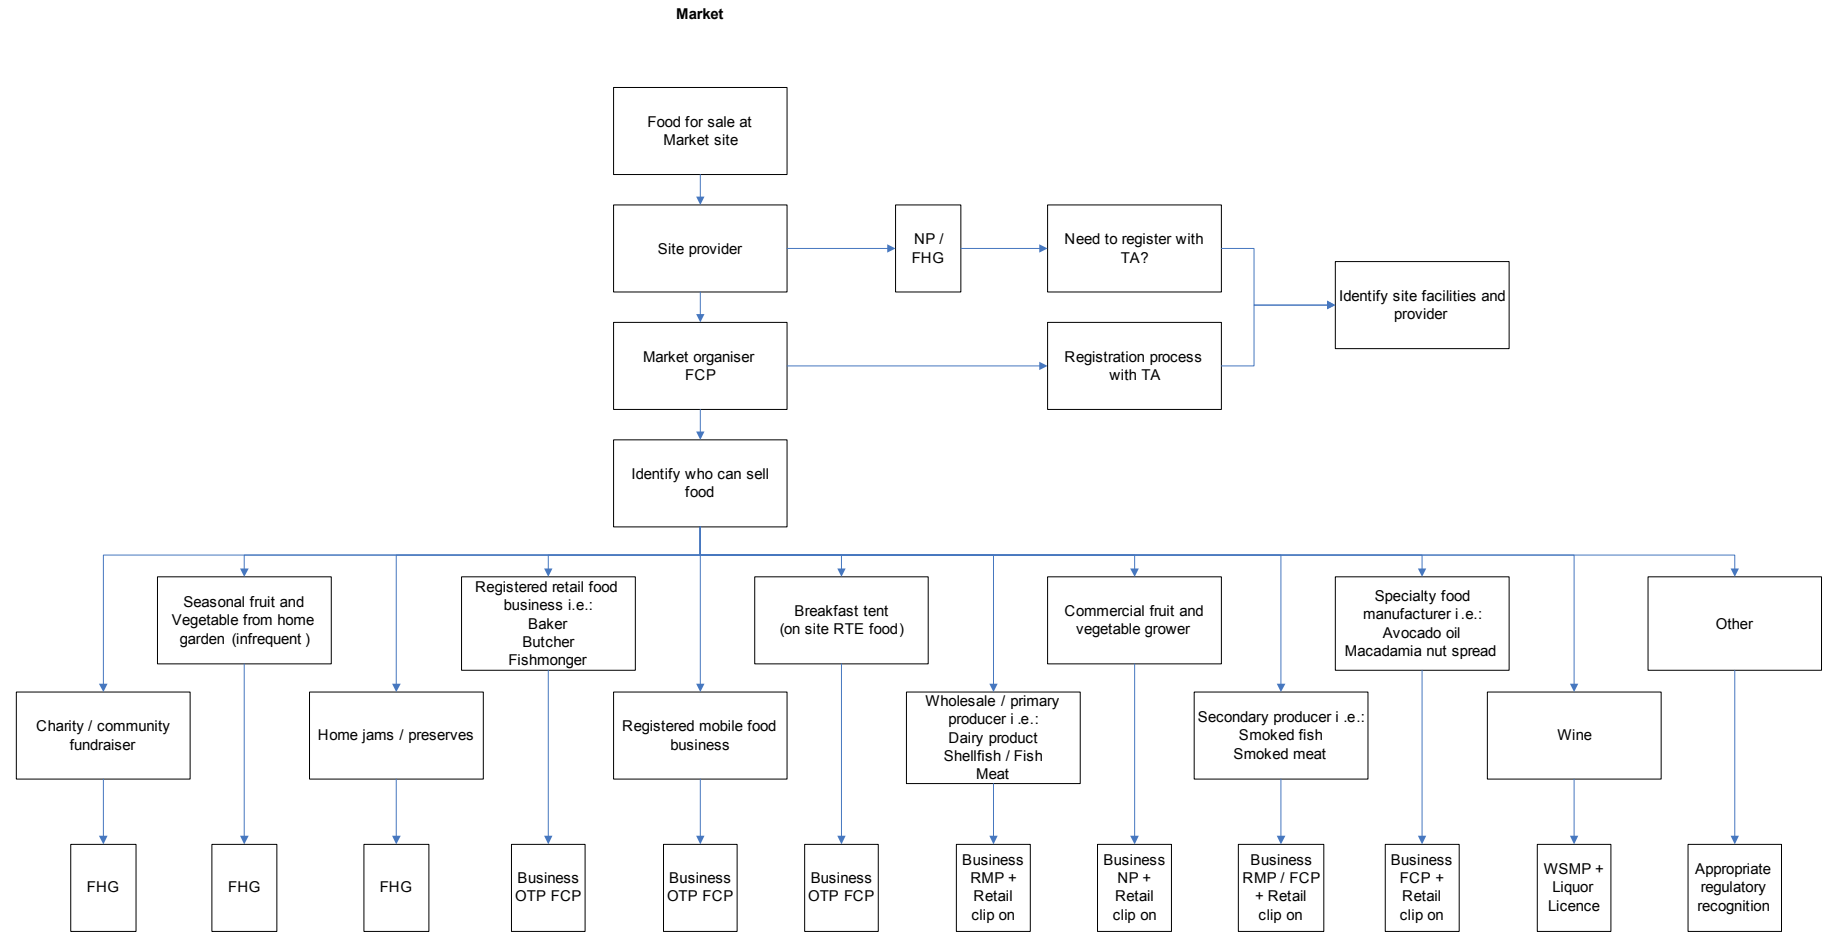 Market
Food for sale at
Market site
Site provider
NP /
FHG
Need to register with
TA?
Identify site facilities and
provider
Market organiser
FCP
Registration process
with TA
Identify who can sell
food
Seasonal fruit and
Vegetable from home
garden (infrequent )
Registered retail food
business i.e.:
Baker
Butcher
Fishmonger
Breakfast tent
(on site RTE food)
Commercial fruit and
vegetable grower
Specialty food
manufacturer i .e.:
Avocado oil
Macadamia nut spread
Other
Charity / community
fundraiser
Home jams / preserves
Registered mobile food
business
Wholesale / primary
producer i .e.:
Dairy product
Shellfish / Fish
Meat
Secondary producer i .e.:
Smoked fish
Smoked meat
Wine
FHG
FHG
FHG
Business
OTP FCP
Business
OTP FCP
Business
OTP FCP
Business
RMP +
Retail
clip on
Business
NP +
Retail
clip on
Business
RMP / FCP
+ Retail
clip on
Business
FCP +
Retail
clip on
WSMP +
Liquor
Licence
Appropriate
regulatory
recognition